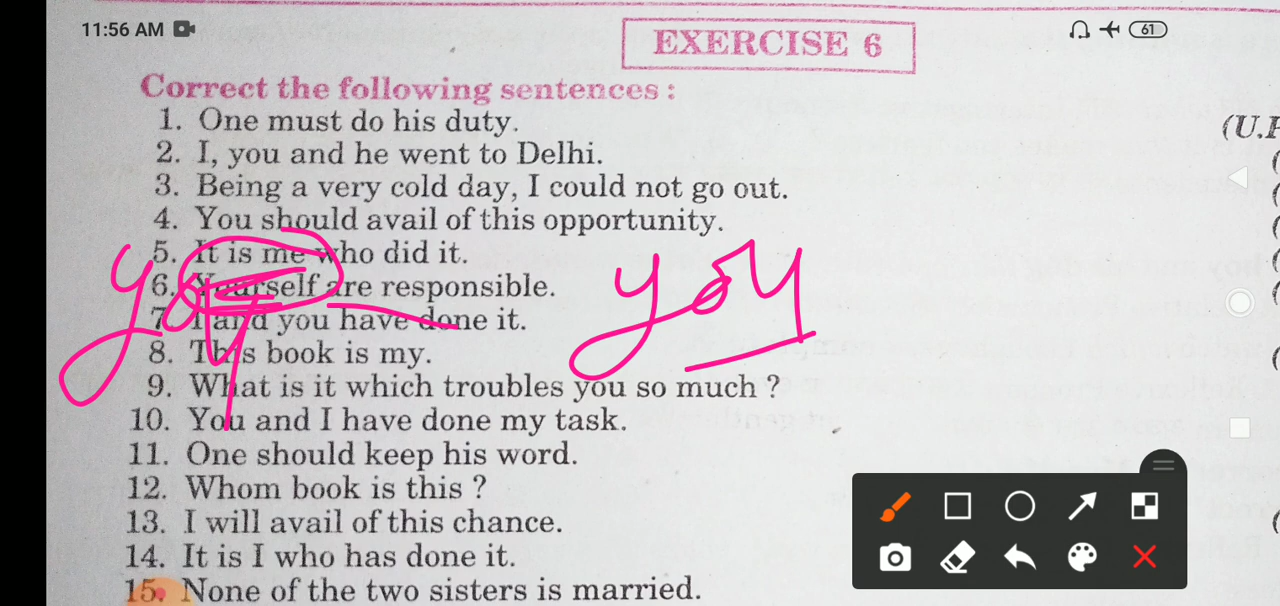 11:56 AM
61
EXERCISE 6
Correct the following sentences :
1. One must do his duty.
(U.P
2. I, you and he went to Delhi.
3. Being a very cold day, I could not go out.
4. You should avail of this opportunity.
5. It is me who did it.
6. Yourself are responsible.
7. I and you have done it.
you
8. This book is my.
9. What is it which troubles you so much ?
10. You and I have done my task.
11. One should keep his word.
12. Whom book is this ?
13. I will avail of this chance.
14. It is I who has done it.
15. None of the two sisters is married.